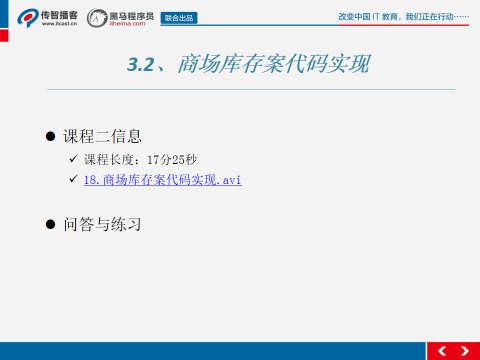 传智播客
www.itcast.cn
黑马程序员
itheima.com
联合出品
改变中国 IT 教育，我们正在行动……
3.2、商场库存案代码实现
课程二信息
课程长度：17分25秒
18.商场库存案代码实现.avi
问答与练习